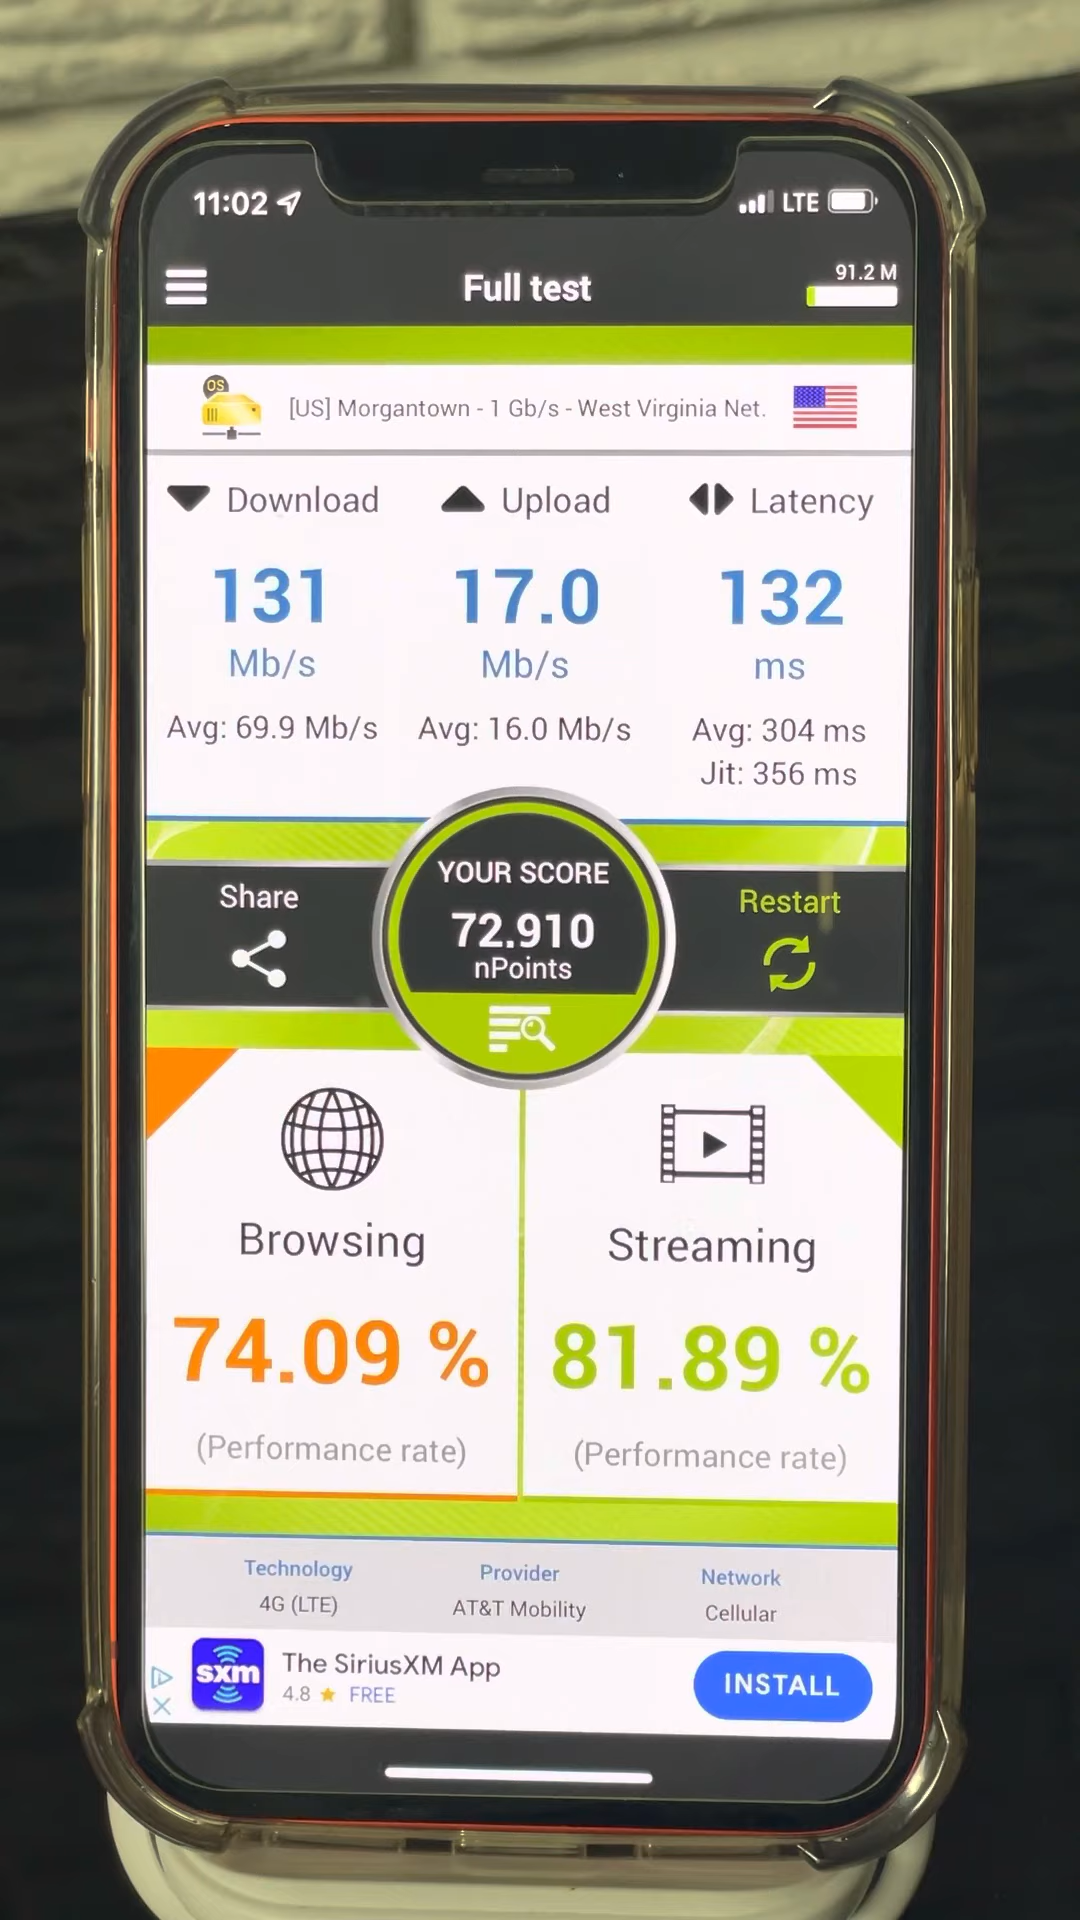 11:02 LTE
Full test 91.2 M
OS
[US] Morgantown - 1 Gb/s - West Virginia Net.
Download Upload Latency
131 17.0 132
Mb/s Mb/s ms
Avg: 69.9 Mb/s Avg: 16.0 Mb/s Avg: 304 ms
Jit: 356 ms
Share YOUR SCORE Restart
72.910
nPoints
Browsing Streaming
74.09 % 81.89 %
(Performance rate) (Performance rate)
Technology Provider Network
4G (LTE) AT&T Mobility Cellular
sxm The SiriusXM App INSTALL
4.8 ★ FREE